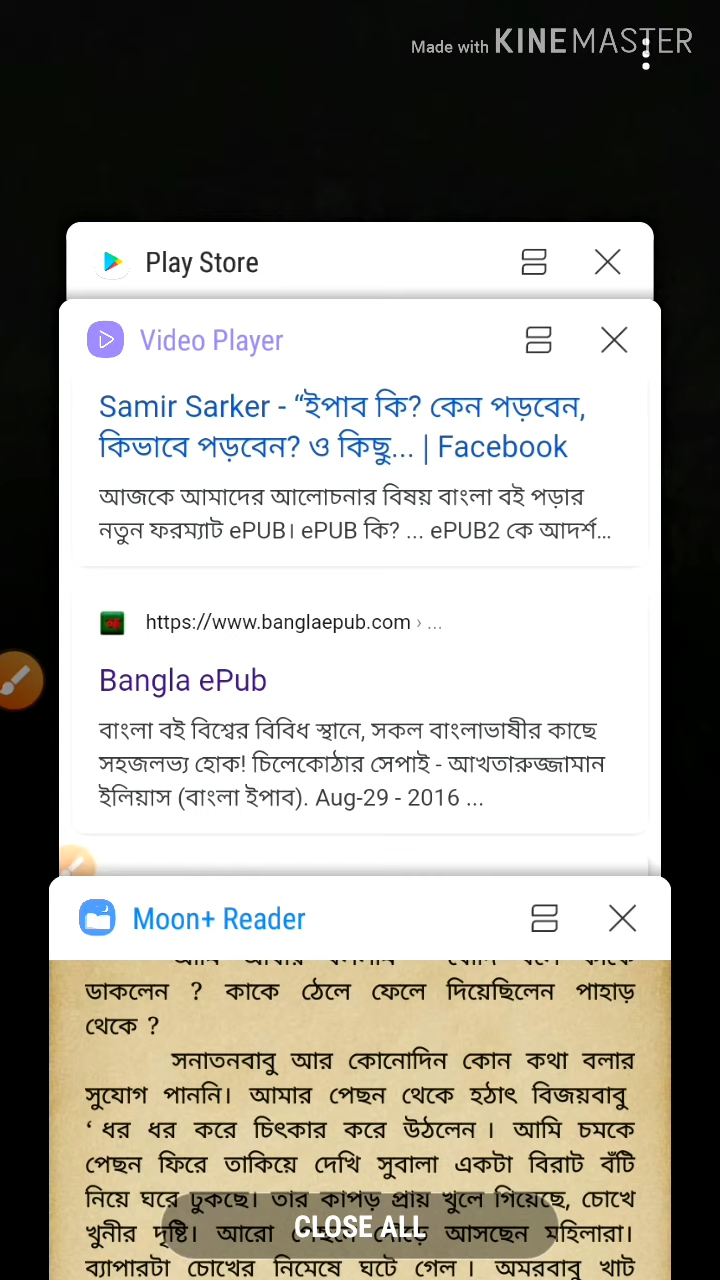 Made with KINEMASTER
Play Store
Video Player
Samir Sarker - “ইপাব কি? কেন পড়বেন,
কিভাবে পড়বেন? ও কিছু... | Facebook
আজকে আমাদের আলোচনার বিষয় বাংলা বই পড়ার
নতুন ফরম্যাট ePUB। ePUB কি? ... ePUB2 কে আদর্শ...
https://www.banglaepub.com › ...
Bangla ePub
বাংলা বই বিশ্বের বিবিধ স্থানে, সকল বাংলাভাষীর কাছে
সহজলভ্য হোক! চিলেকোঠার সেপাই - আখতারুজ্জামান
ইলিয়াস (বাংলা ইপাব). Aug-29 - 2016 ...
Moon+ Reader
ডাকলেন ? কাকে ঠেলে ফেলে দিয়েছিলেন পাহাড়
থেকে ?
সনাতনবাবু আর কোনোদিন কোন কথা বলার
সুযোগ পাননি। আমার পেছন থেকে হঠাৎ বিজয়বাবু
‘ ধর ধর করে চিৎকার করে উঠলেন । আমি চমকে
পেছন ফিরে তাকিয়ে দেখি সুবালা একটা বিরাট বঁটি
নিয়ে ঘরে ঢুকছে। তার কাপড় প্রায় খুলে গিয়েছে, চোখে
খুনীর দৃষ্টি। আরো আসছেন মহিলারা।
CLOSE ALL
ব্যাপারটা চোখের নিমেষে ঘটে গেল । অমরবাবু খাট